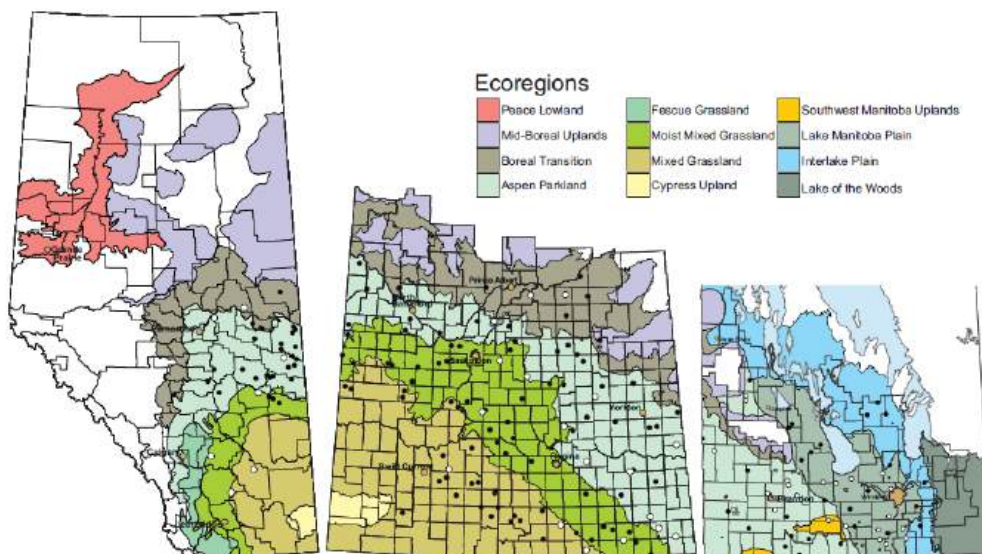 Ecoregions
Peace Lowland
Mid-Boreal Uplands
Boreal Transition
Aspen Parkland
Fescue Grassland
Moist Mixed Grassland
Mixed Grassland
Cypress Upland
Southwest Manitoba Uplands
Lake Manitoba Plain
Interlake Plain
Lake of the Woods
Prince Albert
Saskatoon
Swift Current
Brandon